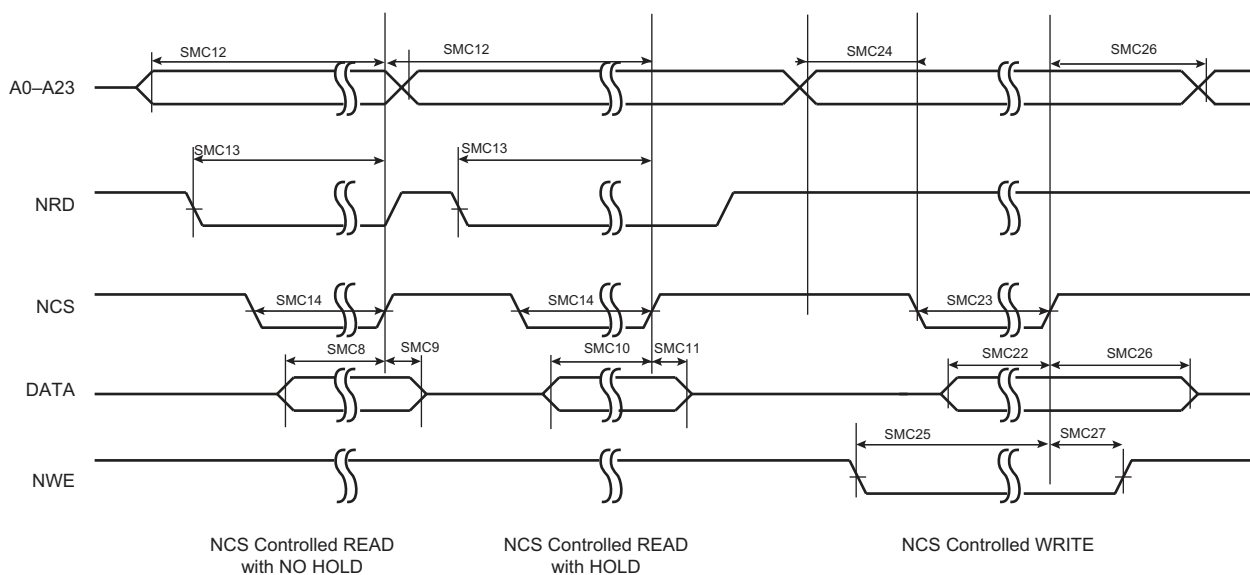 SMC12
SMC12
SMC24
SMC26
A0–A23
SMC13
SMC13
NRD
SMC14
SMC14
SMC23
NCS
SMC8
SMC9
SMC10
SMC11
SMC22
SMC26
DATA
SMC25
SMC27
NWE
NCS Controlled READ
with NO HOLD
NCS Controlled READ
with HOLD
NCS Controlled WRITE